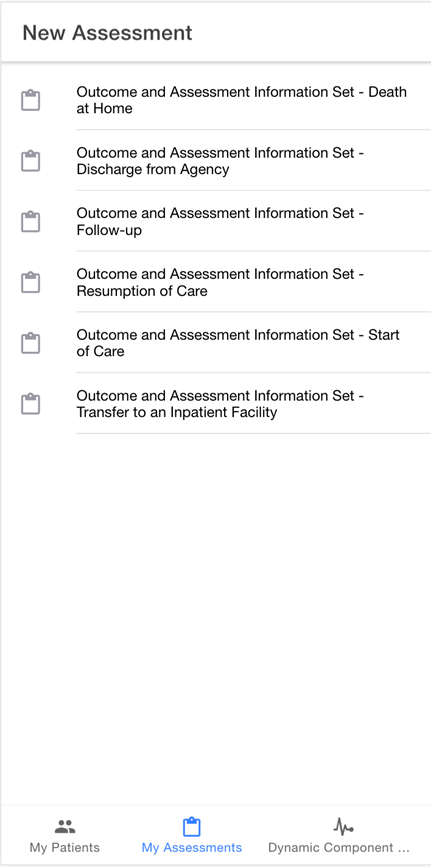 New Assessment
Outcome and Assessment Information Set - Death
at Home
Outcome and Assessment Information Set -
Discharge from Agency
Outcome and Assessment Information Set -
Follow-up
Outcome and Assessment Information Set -
Resumption of Care
Outcome and Assessment Information Set - Start
of Care
Outcome and Assessment Information Set -
Transfer to an Inpatient Facility
My Patients
My Assessments
Dynamic Component ...